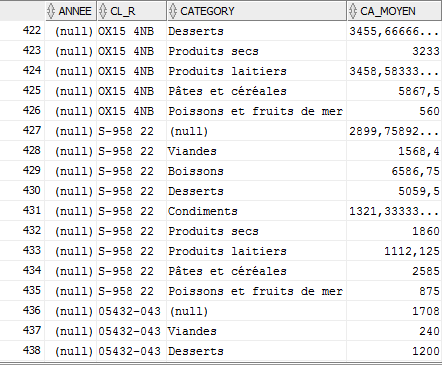 ANNEE CL_R CATEGORY CA_MOYEN
422 (null) OX15 4NB Desserts 3455,66666...
423 (null) OX15 4NB Produits secs 3233
424 (null) OX15 4NB Produits laitiers 3458,58333...
425 (null) OX15 4NB Pâtes et céréales 5867,5
426 (null) OX15 4NB Poissons et fruits de mer 560
427 (null) S-958 22 (null) 2899,75892...
428 (null) S-958 22 Viandes 1568,4
429 (null) S-958 22 Boissons 6586,75
430 (null) S-958 22 Desserts 5059,5
431 (null) S-958 22 Condiments 1321,33333...
432 (null) S-958 22 Produits secs 1860
433 (null) S-958 22 Produits laitiers 1112,125
434 (null) S-958 22 Pâtes et céréales 2585
435 (null) S-958 22 Poissons et fruits de mer 875
436 (null) 05432-043 (null) 1708
437 (null) 05432-043 Viandes 240
438 (null) 05432-043 Desserts 1200